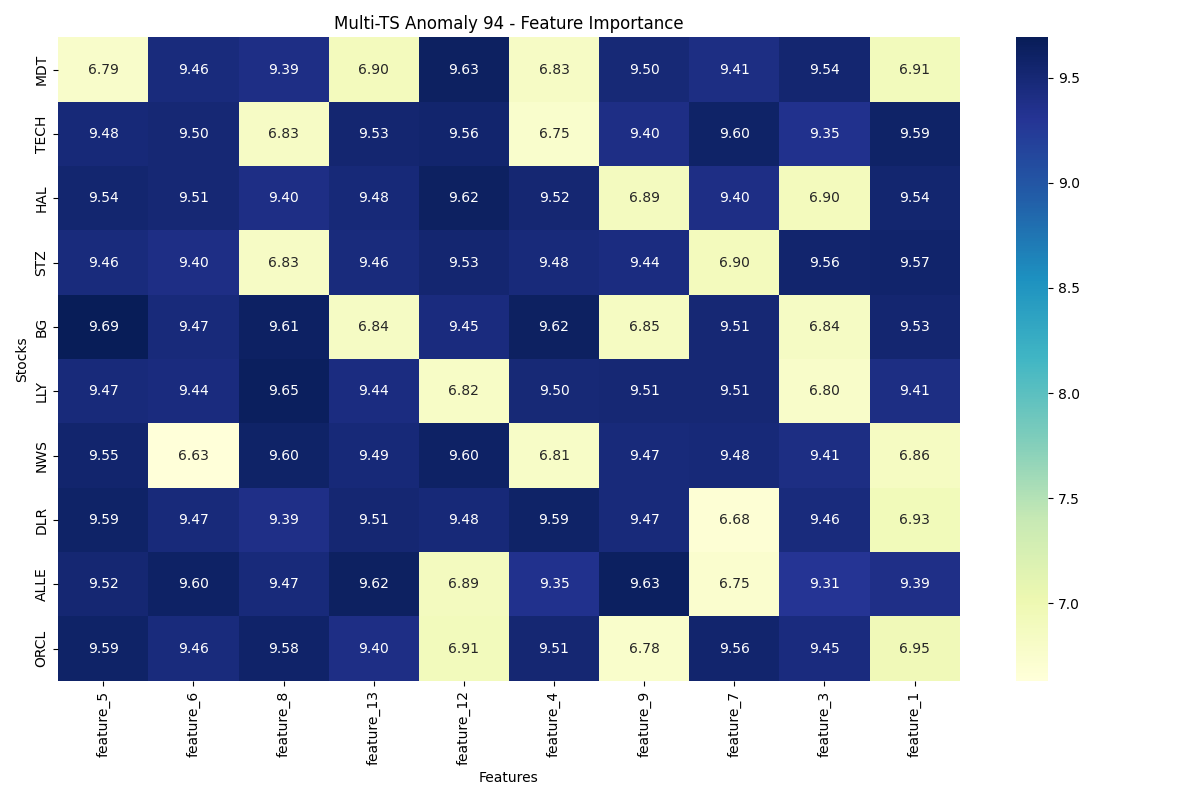 Multi-TS Anomaly 94 - Feature Importance
MDT 6.79 9.46 9.39 6.90 9.63 6.83 9.50 9.41 9.54 6.91
TECH 9.48 9.50 6.83 9.53 9.56 6.75 9.40 9.60 9.35 9.59
HAL 9.54 9.51 9.40 9.48 9.62 9.52 6.89 9.40 6.90 9.54
STZ 9.46 9.40 6.83 9.46 9.53 9.48 9.44 6.90 9.56 9.57
BG 9.69 9.47 9.61 6.84 9.45 9.62 6.85 9.51 6.84 9.53
LLY 9.47 9.44 9.65 9.44 6.82 9.50 9.51 9.51 6.80 9.41
NWS 9.55 6.63 9.60 9.49 9.60 6.81 9.47 9.48 9.41 6.86
DLR 9.59 9.47 9.39 9.51 9.48 9.59 9.47 6.68 9.46 6.93
ALLE 9.52 9.60 9.47 9.62 6.89 9.35 9.63 6.75 9.31 9.39
ORCL 9.59 9.46 9.58 9.40 6.91 9.51 6.78 9.56 9.45 6.95
Stocks
feature_5 feature_6 feature_8 feature_13 feature_12 feature_4 feature_9 feature_7 feature_3 feature_1
Features
9.5
9.0
8.5
8.0
7.5
7.0